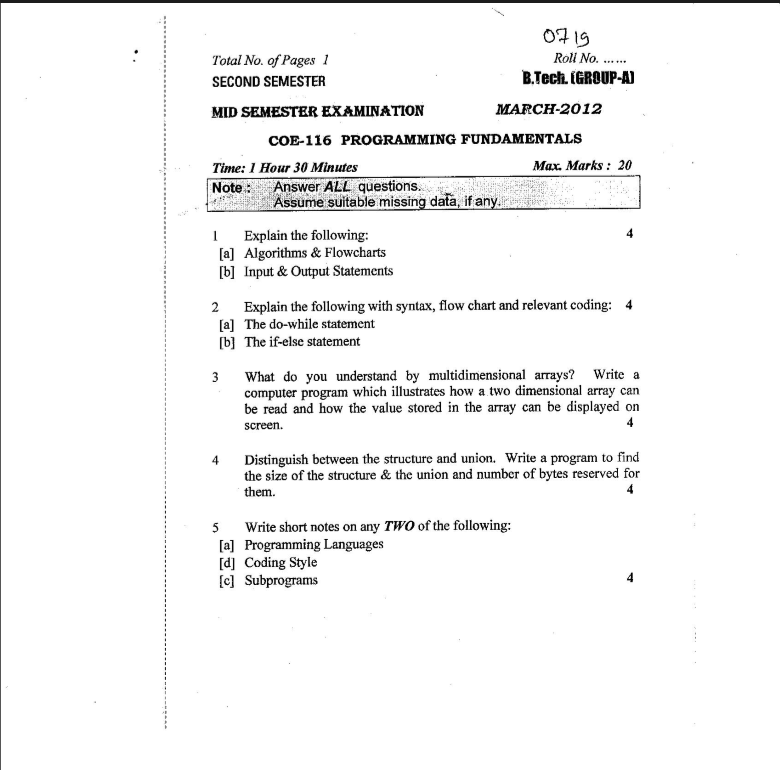 0719
Total No. of Pages 1 Roll No. ......
SECOND SEMESTER B.Tech. (GROUP-A)
MID SEMESTER EXAMINATION MARCH-2012
COE-116 PROGRAMMING FUNDAMENTALS
Time: 1 Hour 30 Minutes Max. Marks : 20
Note : Answer ALL questions.
Assume suitable missing data, if any.
1 Explain the following: 4
[a] Algorithms & Flowcharts
[b] Input & Output Statements
2 Explain the following with syntax, flow chart and relevant coding: 4
[a] The do-while statement
[b] The if-else statement
3 What do you understand by multidimensional arrays? Write a
computer program which illustrates how a two dimensional array can
be read and how the value stored in the array can be displayed on
screen. 4
4 Distinguish between the structure and union. Write a program to find
the size of the structure & the union and number of bytes reserved for
them. 4
5 Write short notes on any TWO of the following:
[a] Programming Languages
[d] Coding Style
[c] Subprograms 4